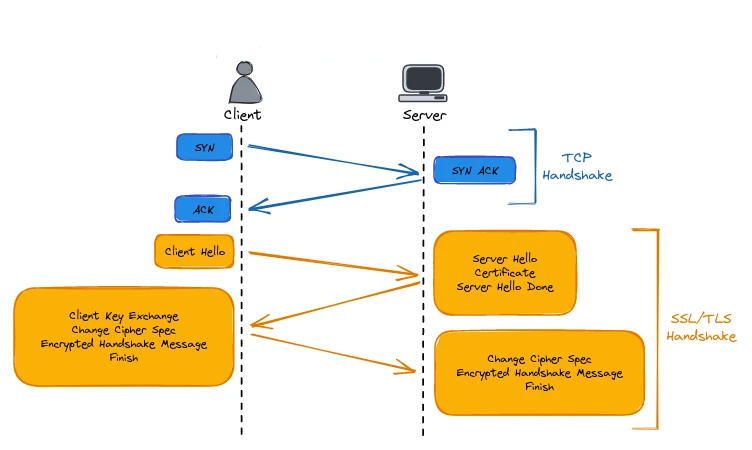 Client
Server
SYN
SYN ACK
TCP
Handshake
ACK
Client Hello
Server Hello
Certificate
Server Hello Done
Client Key Exchange
Change Cipher Spec
Encrypted Handshake Message
Finish
SSL/TLS
Handshake
Change Cipher Spec
Encrypted Handshake Message
Finish